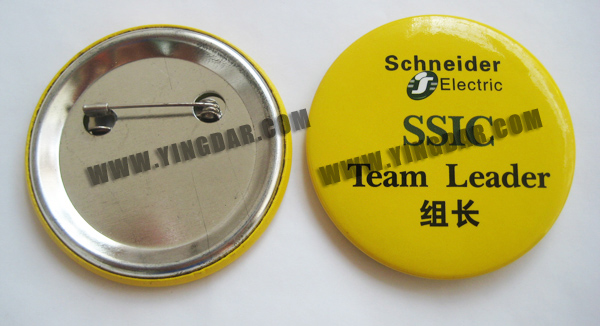 Schneider
Electric
SSIC
Team Leader
组长
WWW.YINGDAR.COM
WWW.YINGDAR.COM